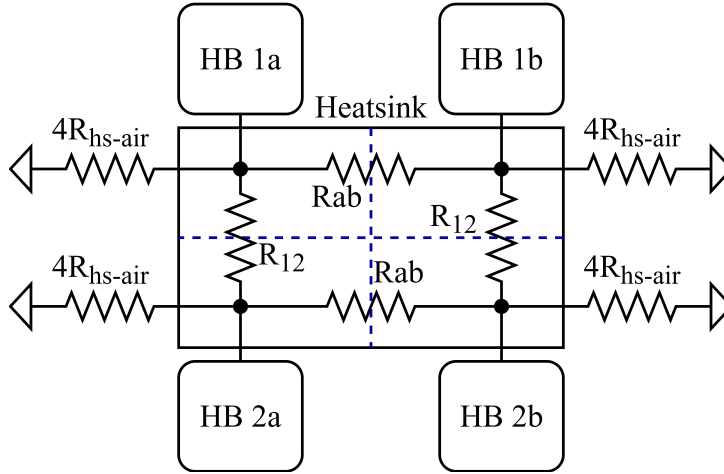 HB 1a
HB 1b
Heatsink
4Rhs-air
4Rhs-air
Rab
R12
R12
Rab
4Rhs-air
4Rhs-air
HB 2a
HB 2b